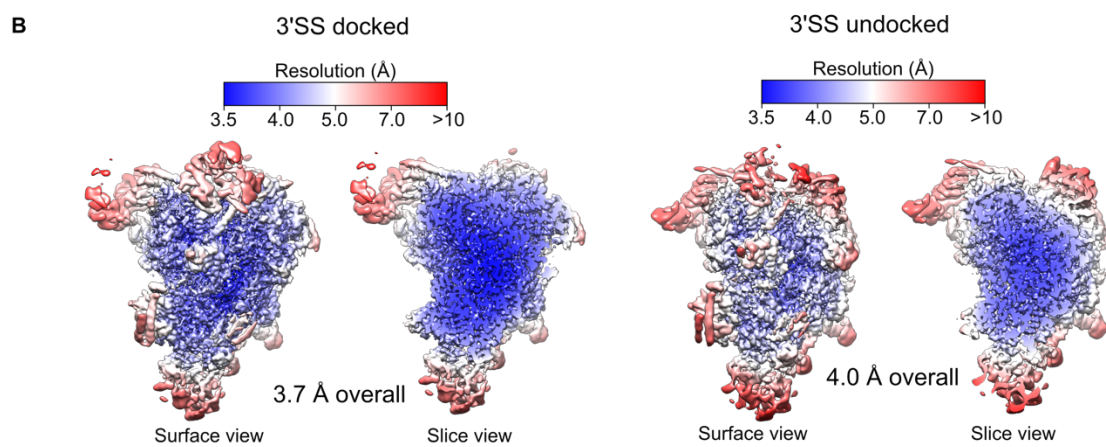 B
3'SS docked
Resolution (Å)
3.5 4.0 5.0 7.0 >10
3.7 Å overall
Surface view
Slice view
3'SS undocked
Resolution (Å)
3.5 4.0 5.0 7.0 >10
4.0 Å overall
Surface view
Slice view